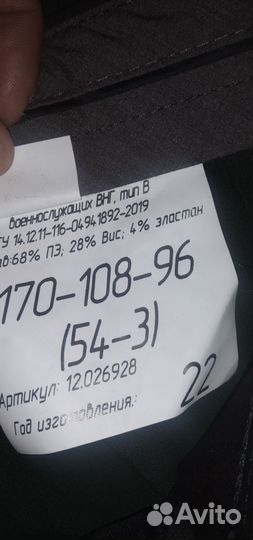 военнослужащих ВНГ, тип В
ТУ 14.12.11-116-04941892-2019
ав:68% ПЭ; 28% Вис; 4% эластан
170-108-96
(54-3)
Артикул: 12.026928
Год изготовления.: 22
Avito